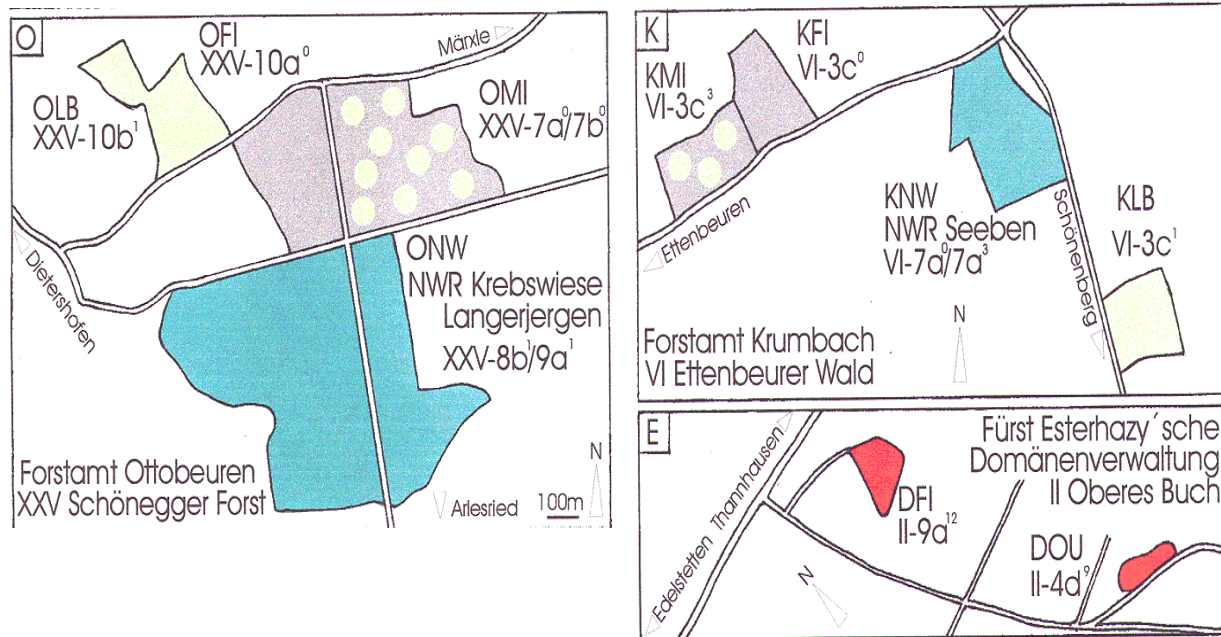 O
OFI
XXV-10a⁰
Märxle
OLB
XXV-10b¹
OMI
XXV-7a⁰/7b⁰
ONW
NWR Krebswiese
Langerjergen
XXV-8b¹/9a¹
Dietershofen
Forstamt Ottobeuren
XXV Schönegger Forst
Arlesried
100m
N
K
KFI
VI-3c⁰
KMI
VI-3c³
Ettenbeuren
KNW
NWR Seeben
VI-7a⁰/7a³
Schönenberg
KLB
VI-3c¹
N
Forstamt Krumbach
VI Ettenbeurer Wald
E
Edelstetten Thannhausen
Fürst Esterhazy´sche
Domänenverwaltung
II Oberes Buch
DFI
II-9a¹²
DOU
II-4d⁹
N